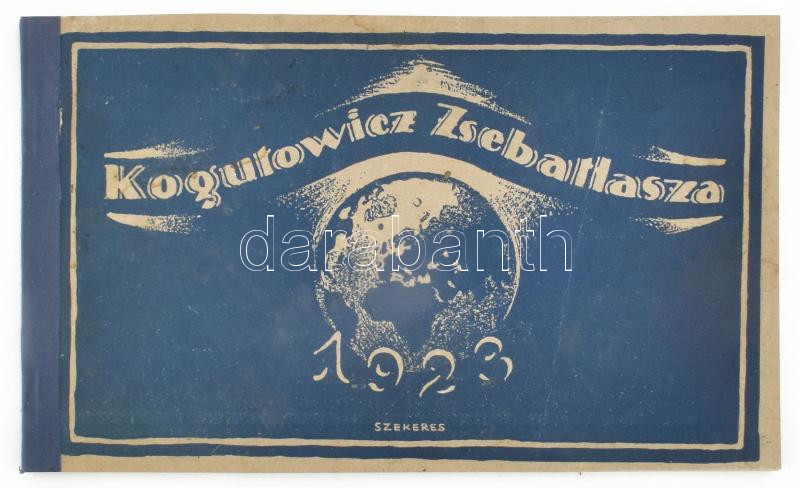 Kogutowicz Zsebatlasza
darabanth
1923
SZEKERES